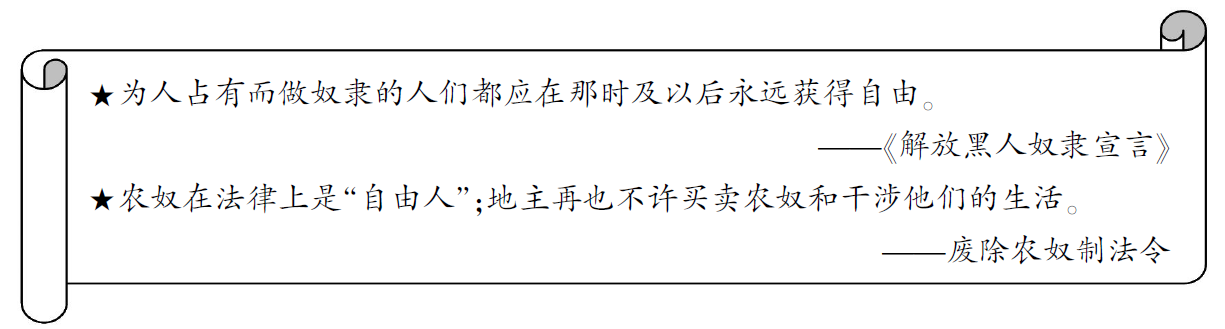 ★为人占有而做奴隶的人们都应在那时及以后永远获得自由。
——《解放黑人奴隶宣言》
★农奴在法律上是“自由人”;地主再也不许买卖农奴和干涉他们的生活。
——废除农奴制法令